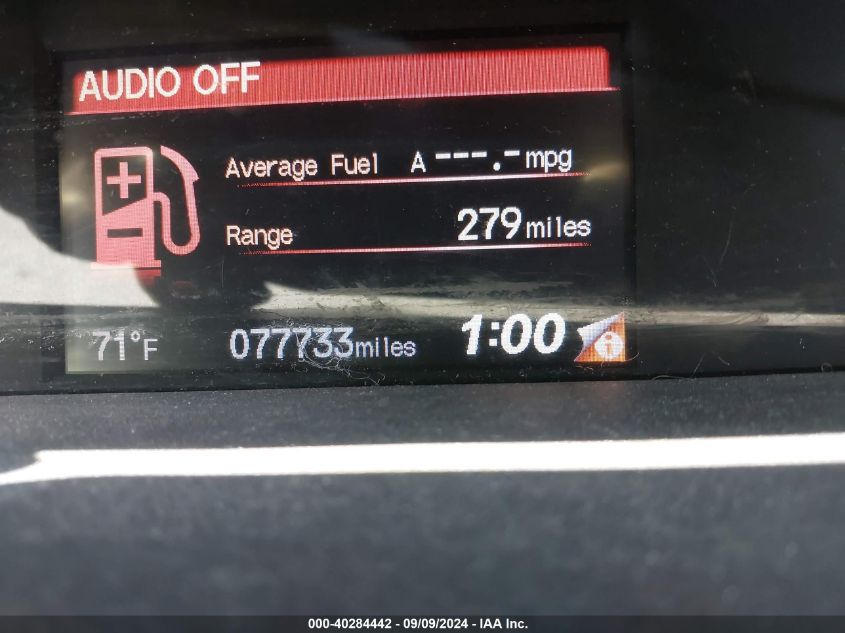 AUDIO OFF
Average Fuel A ---.- mpg
Range 279 miles
71°F 077733 miles 1:00 i
000-40284442 - 09/09/2024 - IAA Inc.